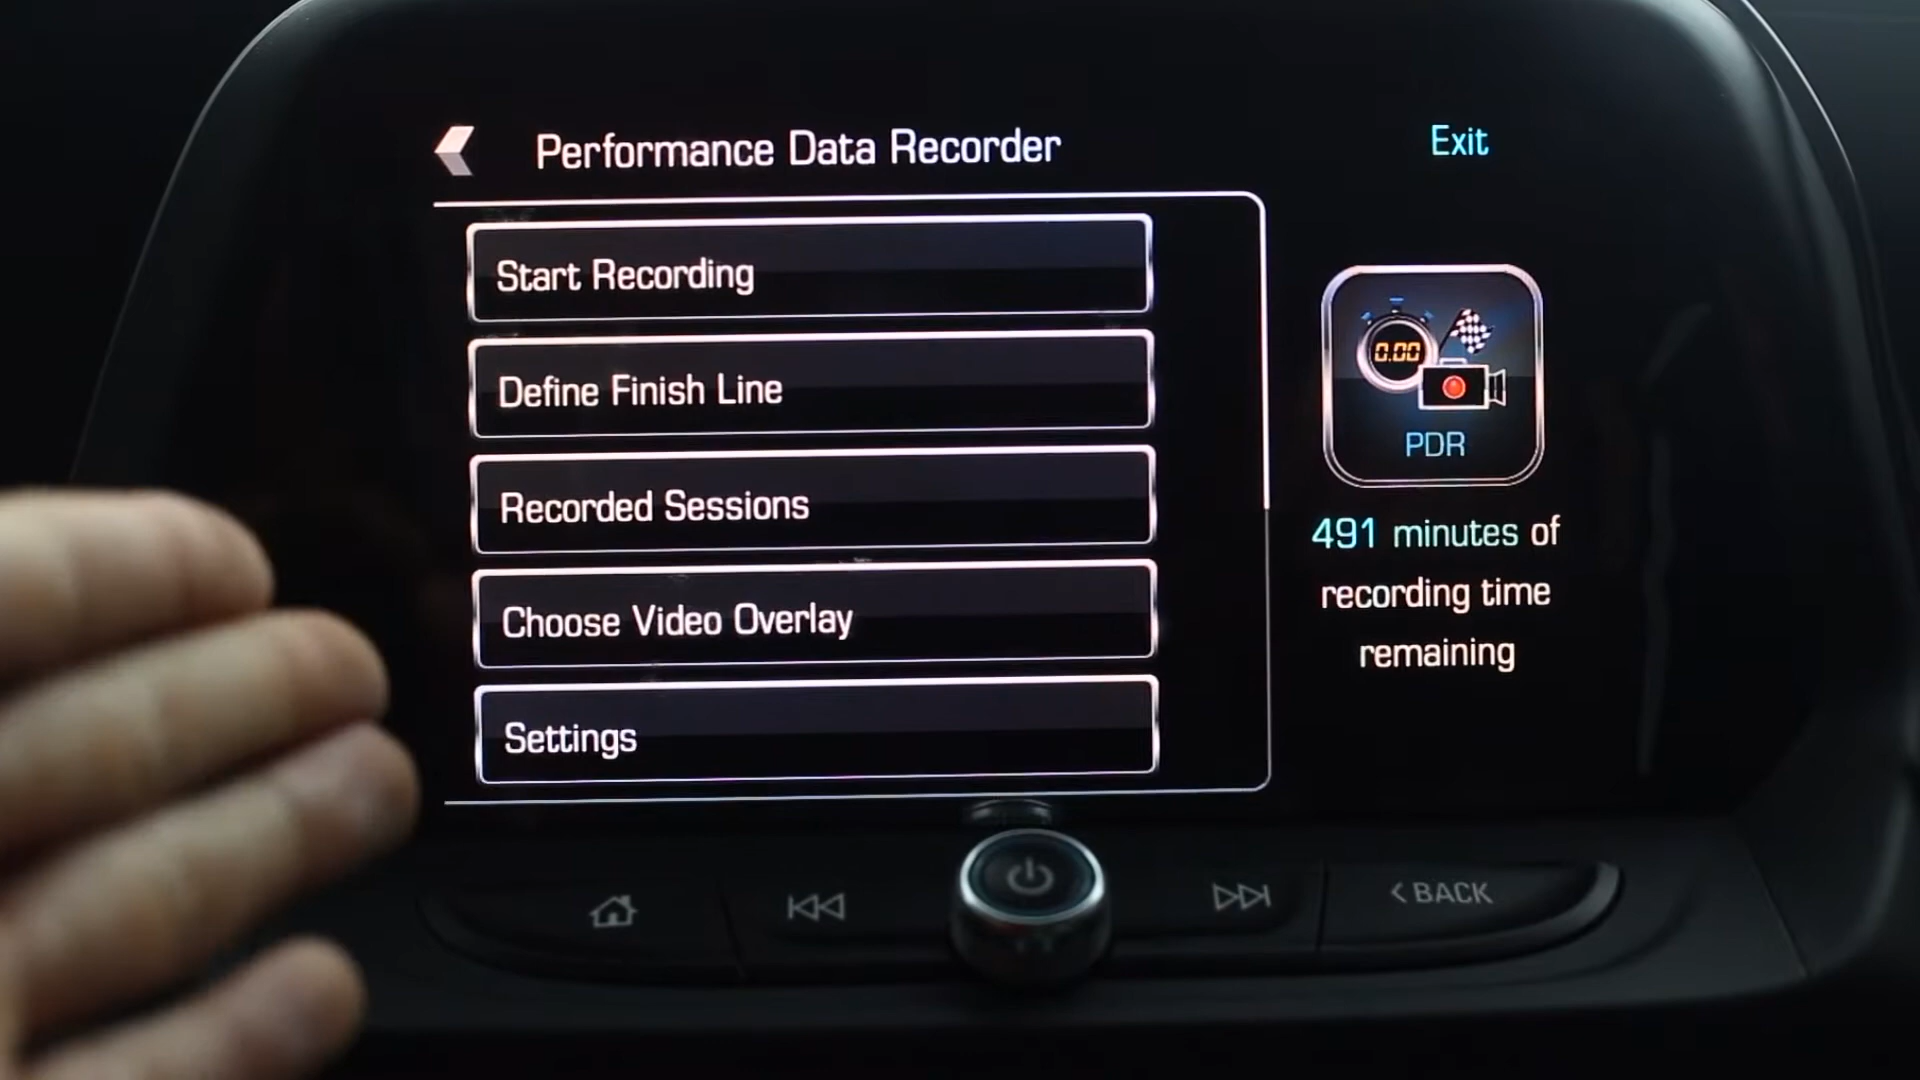 Performance Data Recorder
Exit
Start Recording
Define Finish Line
Recorded Sessions
Choose Video Overlay
Settings
0.00
PDR
491 minutes of
recording time
remaining
< BACK